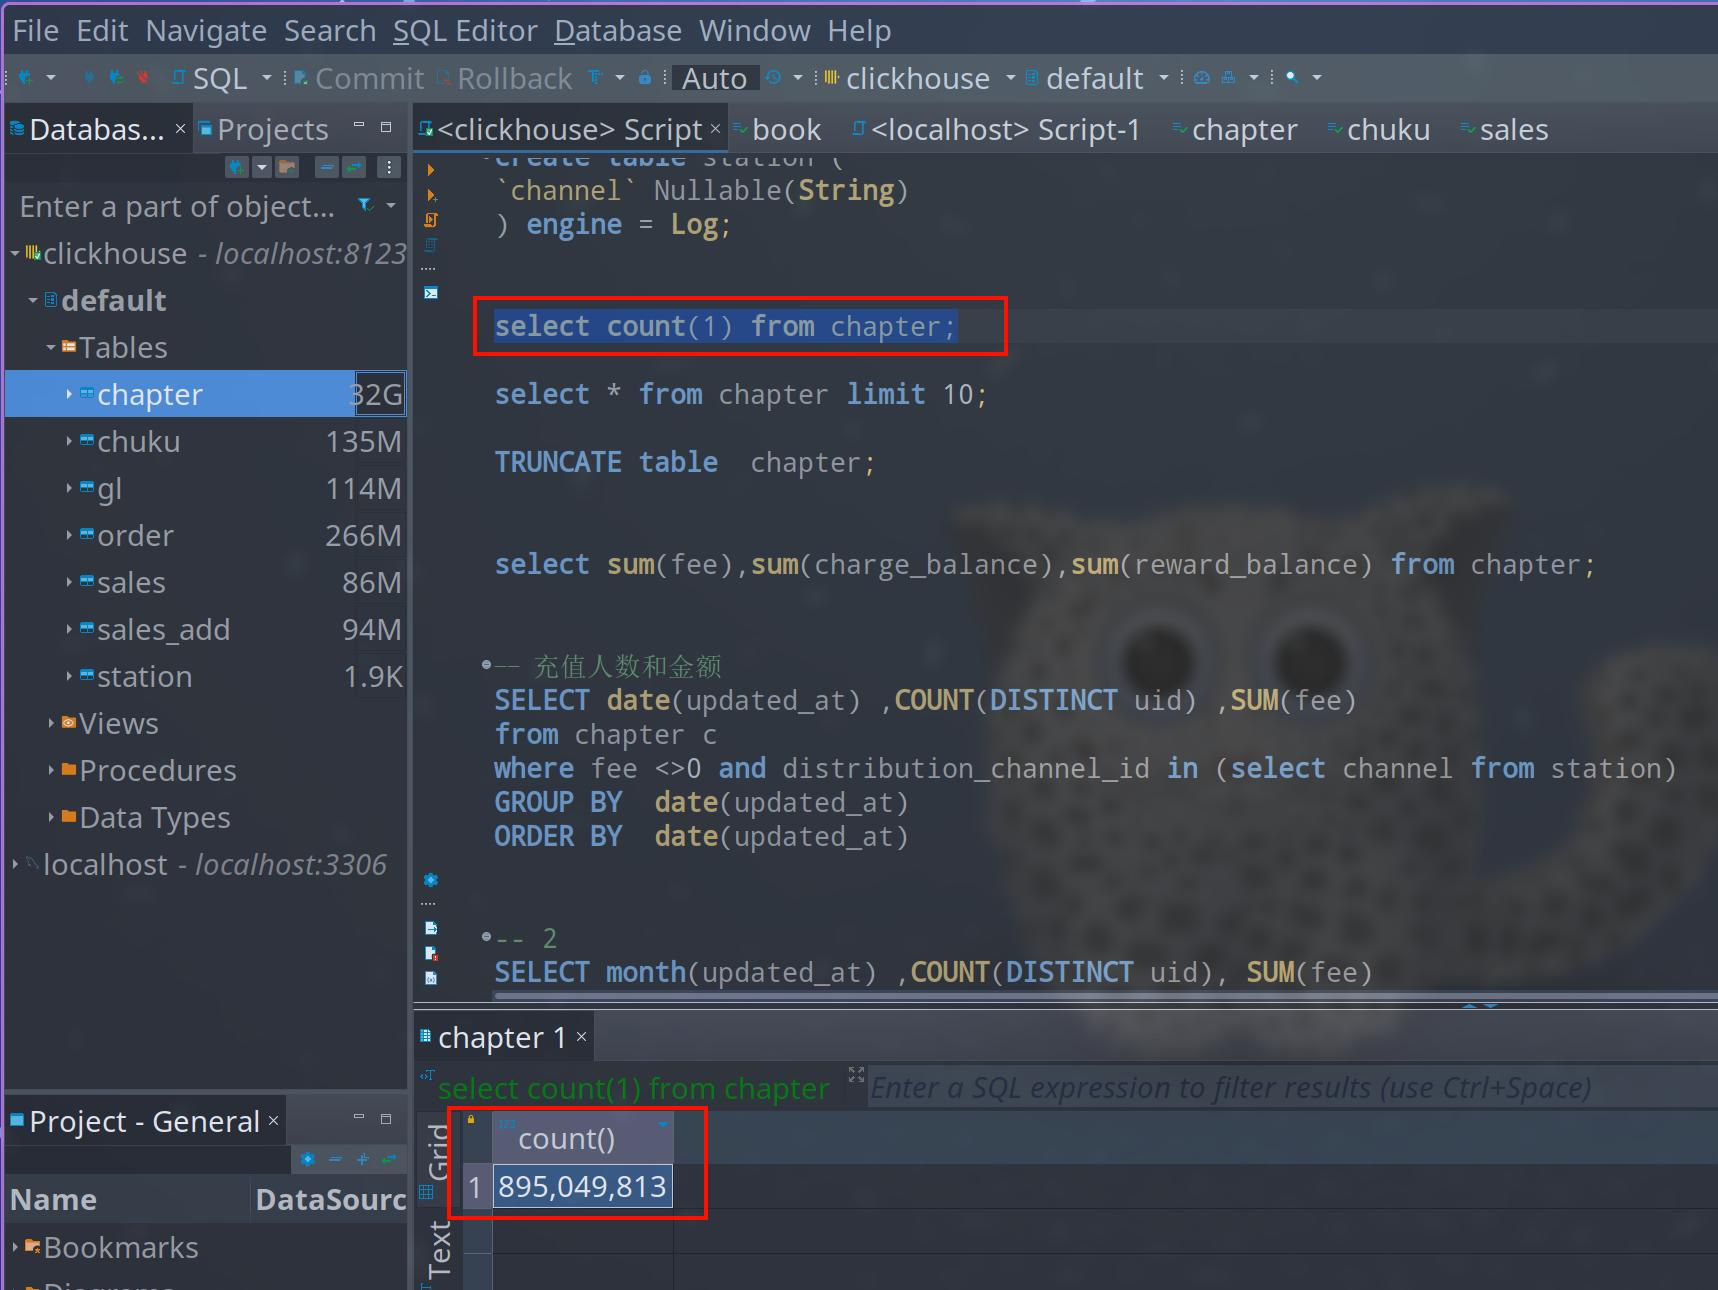 File Edit Navigate Search SQL Editor Database Window Help
SQL Commit Rollback Auto clickhouse default
Databas... Projects
Enter a part of object...
clickhouse - localhost:8123
default
Tables
chapter 32G
chuku 135M
gl 114M
order 266M
sales 86M
sales_add 94M
station 1.9K
Views
Procedures
Data Types
localhost - localhost:3306
Project - General
Name DataSourc
Bookmarks
Diagrams
<clickhouse> Script book <localhost> Script-1 chapter chuku sales
create table station (
`channel` Nullable(String)
) engine = Log;
select count(1) from chapter;
select * from chapter limit 10;
TRUNCATE table chapter;
select sum(fee),sum(charge_balance),sum(reward_balance) from chapter;
-- 充值人数和金额
SELECT date(updated_at) ,COUNT(DISTINCT uid) ,SUM(fee)
from chapter c
where fee <>0 and distribution_channel_id in (select channel from station)
GROUP BY date(updated_at)
ORDER BY date(updated_at)
-- 2
SELECT month(updated_at) ,COUNT(DISTINCT uid), SUM(fee)
chapter 1
select count(1) from chapter Enter a SQL expression to filter results (use Ctrl+Space)
Grid
Text
123 count()
1 895,049,813